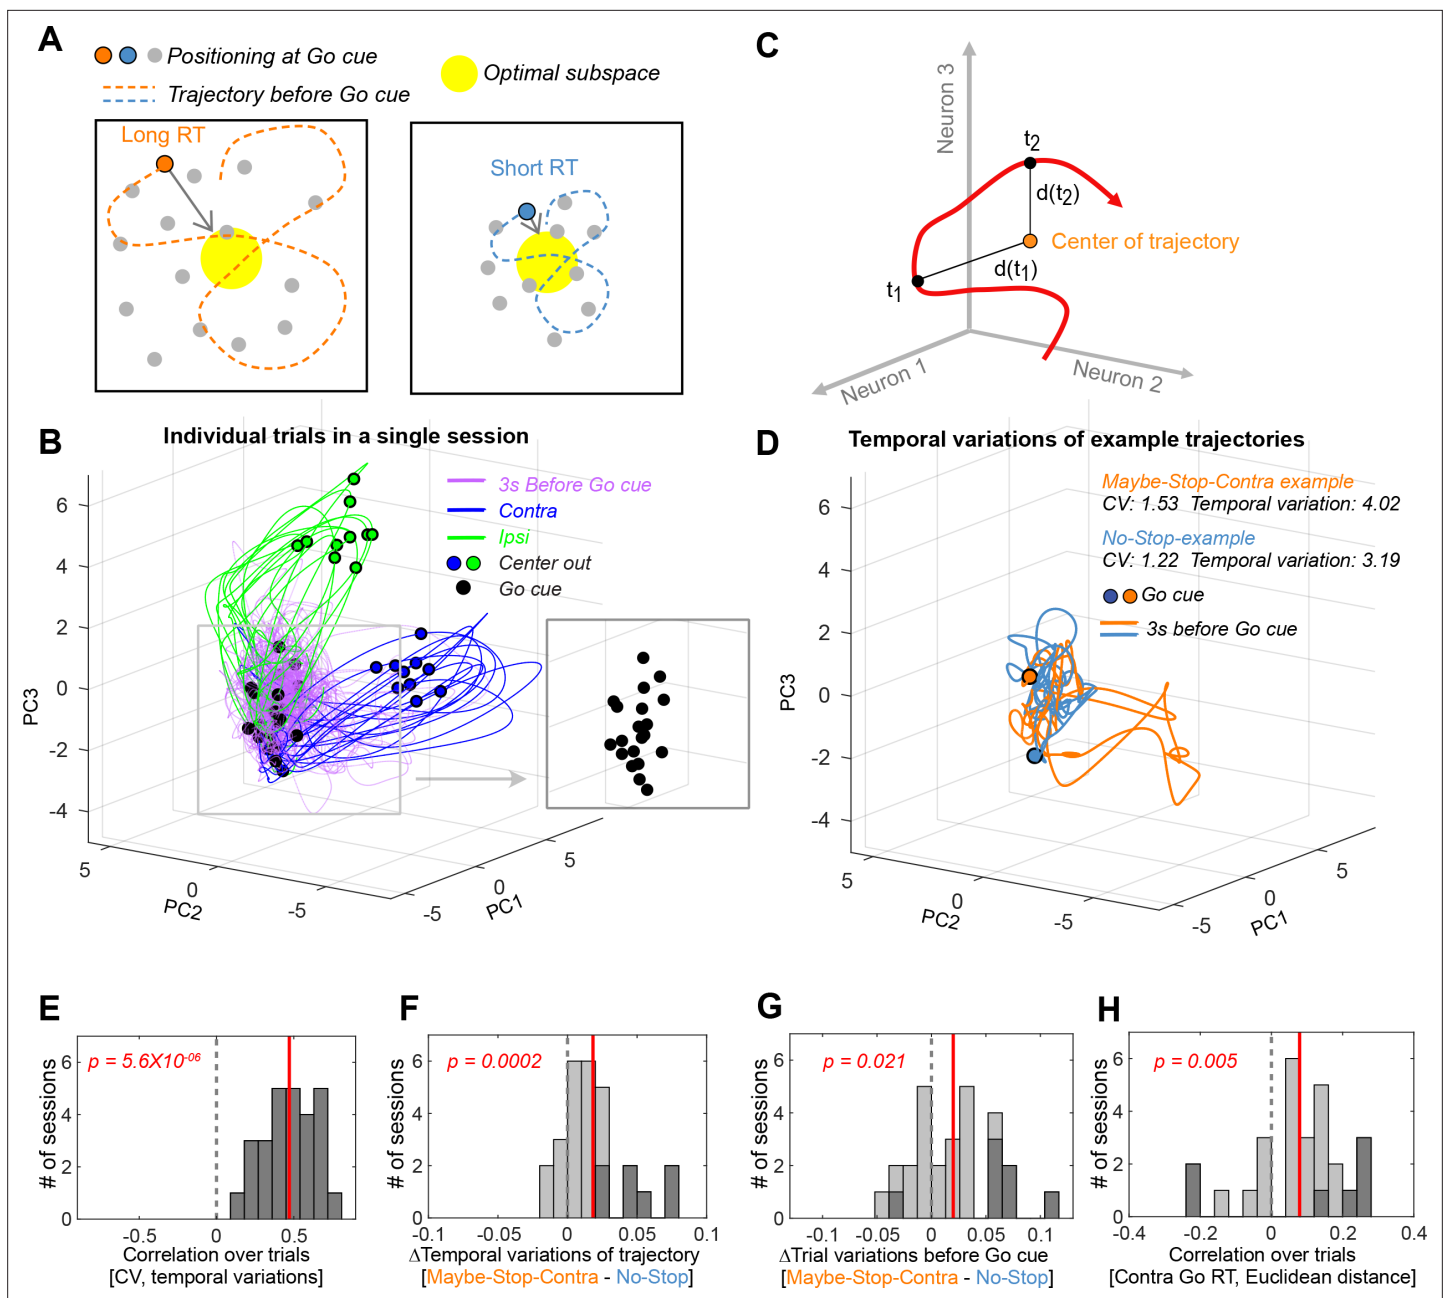 A
Positioning at Go cue
Trajectory before Go cue
Optimal subspace
Long RT
Short RT
C
Neuron 3
t2
d(t2)
Center of trajectory
d(t1)
t1
Neuron 1
Neuron 2
B
Individual trials in a single session
3s Before Go cue
Contra
Ipsi
Center out
Go cue
6
4
2
0
-2
-4
PC3
5
0
-5
PC2
-5
0
5
PC1
D
Temporal variations of example trajectories
Maybe-Stop-Contra example
CV: 1.53 Temporal variation: 4.02
No-Stop-example
CV: 1.22 Temporal variation: 3.19
Go cue
3s before Go cue
6
4
2
0
-2
-4
PC3
5
0
-5
PC2
-5
0
5
PC1
E
p = 5.6X10-06
# of sessions
6
4
2
0
-0.5
0
0.5
Correlation over trials
[CV, temporal variations]
F
p = 0.0002
# of sessions
6
4
2
0
-0.1
-0.05
0
0.05
0.1
ΔTemporal variations of trajectory
[Maybe-Stop-Contra - No-Stop]
G
p = 0.021
# of sessions
6
4
2
0
-0.1
-0.05
0
0.05
0.1
ΔTrial variations before Go cue
[Maybe-Stop-Contra - No-Stop]
H
p = 0.005
# of sessions
6
4
2
0
-0.4
-0.2
0
0.2
0.4
Correlation over trials
[Contra Go RT, Euclidean distance]